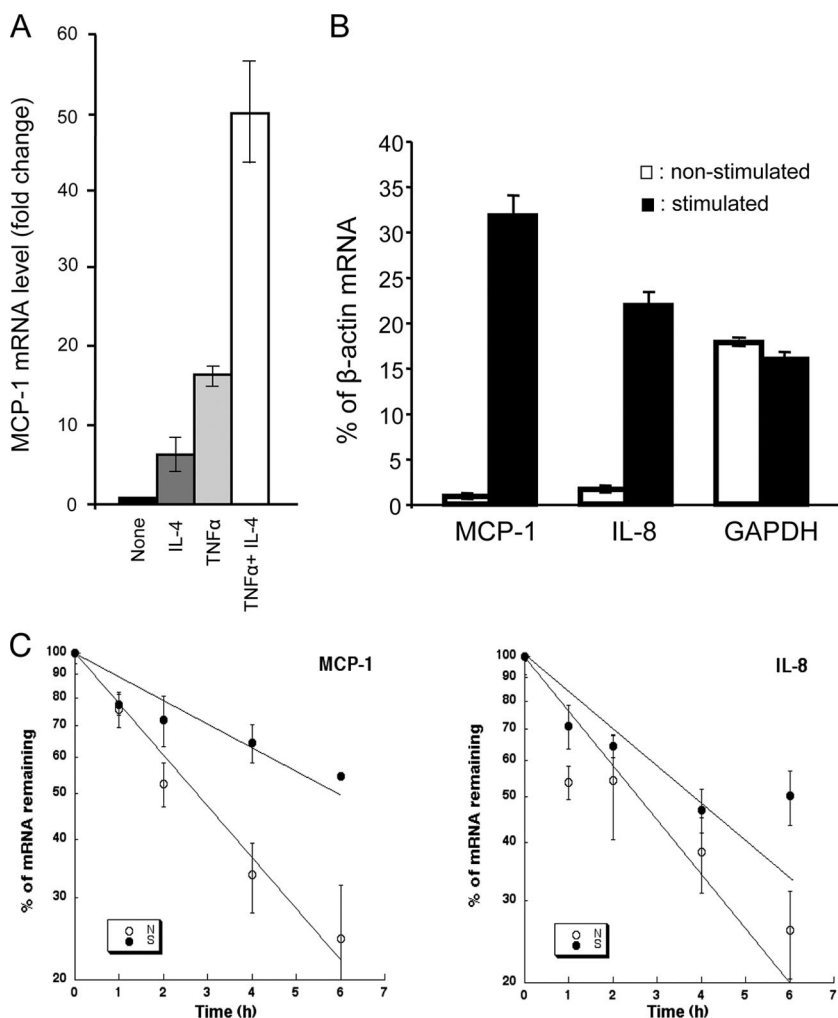 A
MCP-1 mRNA level (fold change)
60
50
40
30
20
10
0
None
IL-4
TNFα
TNFα+ IL-4
B
% of β-actin mRNA
40
35
30
25
20
15
10
5
0
: non-stimulated
: stimulated
MCP-1 IL-8 GAPDH
C
% of mRNA remaining
100
90
80
70
60
50
40
30
20
MCP-1
N
S
0 1 2 3 4 5 6 7
Time (h)
% of mRNA remaining
100
90
80
70
60
50
40
30
20
IL-8
N
S
0 1 2 3 4 5 6 7
Time (h)